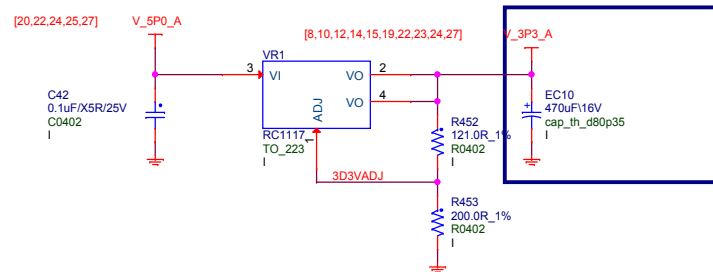 [20,22,24,25,27]
V_5P0_A
[8,10,12,14,15,19,22,23,24,27]
V_3P3_A
VR1
3
VI
VO
2
VO
4
ADJ
1
RC1117
TO_223
I
C42
0.1uF/X5R/25V
C0402
I
EC10
470uF\16V
cap_th_d80p35
I
+
R452
121.0R_1%
R0402
I
3D3VADJ
R453
200.0R_1%
R0402
I